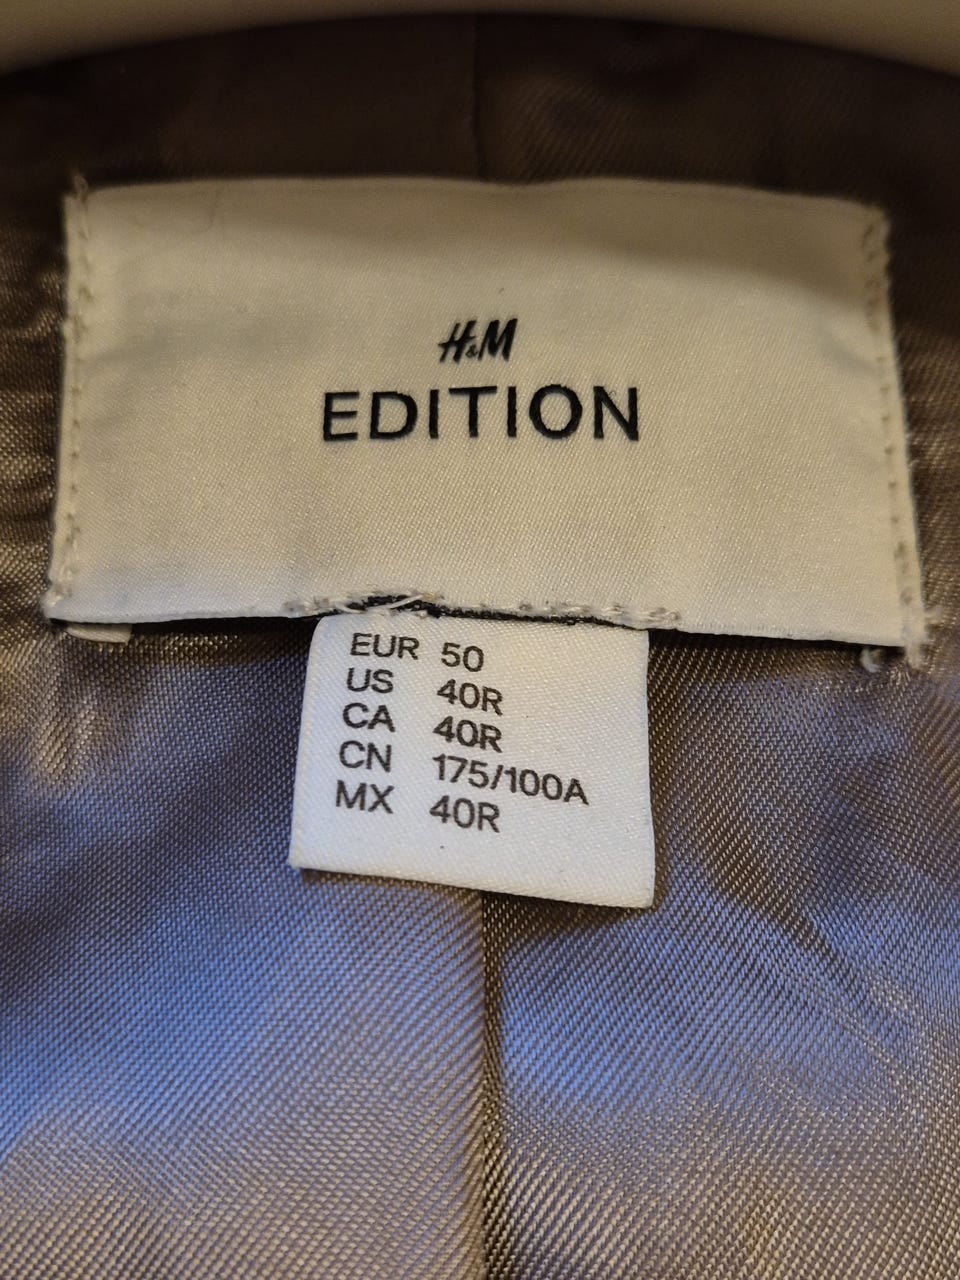 H&M
EDITION
EUR 50
US 40R
CA 40R
CN 175/100A
MX 40R